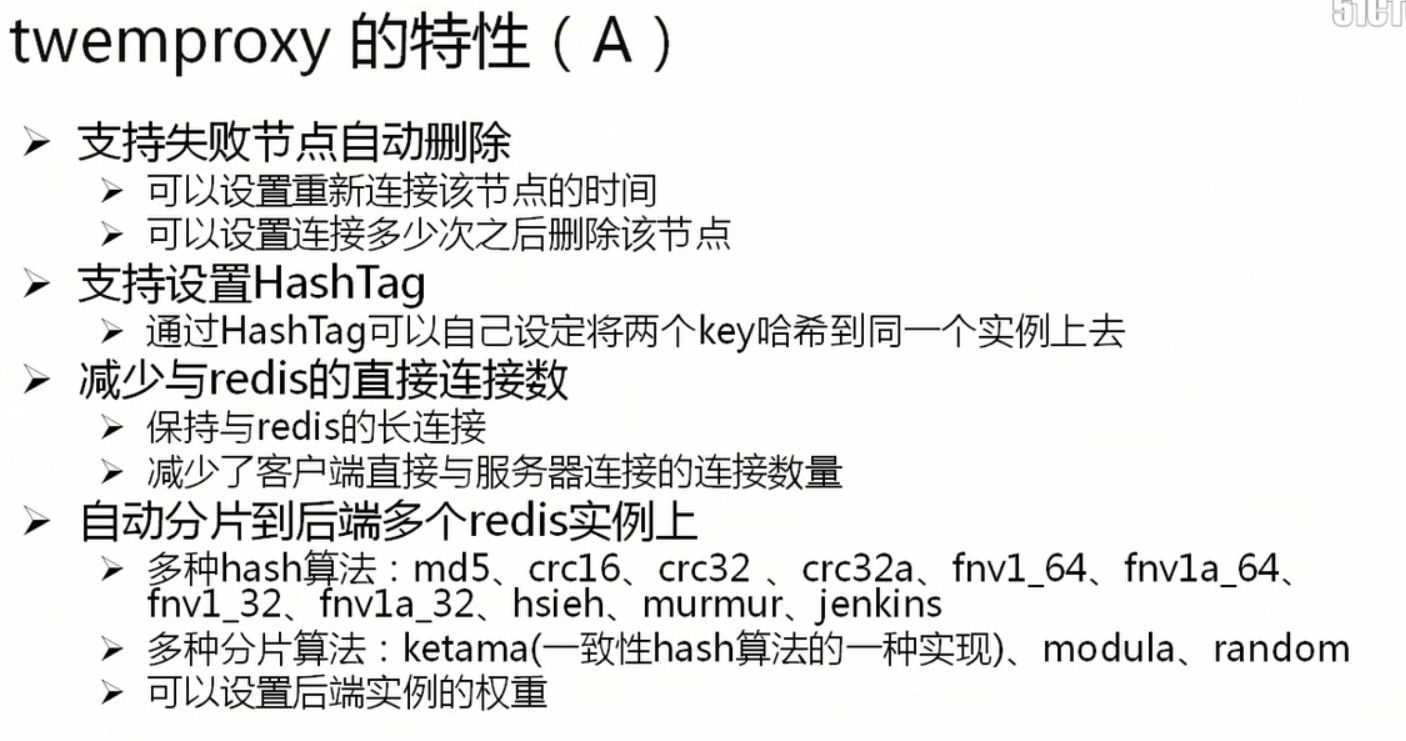 51CT
twemproxy 的特性（A）
➢ 支持失败节点自动删除
➢ 可以设置重新连接该节点的时间
➢ 可以设置连接多少次之后删除该节点
➢ 支持设置HashTag
➢ 通过HashTag可以自己设定将两个key哈希到同一个实例上去
➢ 减少与redis的直接连接数
➢ 保持与redis的长连接
➢ 减少了客户端直接与服务器连接的连接数量
➢ 自动分片到后端多个redis实例上
➢ 多种hash算法：md5、crc16、crc32 、crc32a、fnv1_64、fnv1a_64、
fnv1_32、fnv1a_32、hsieh、murmur、jenkins
➢ 多种分片算法：ketama(一致性hash算法的一种实现)、modula、random
➢ 可以设置后端实例的权重